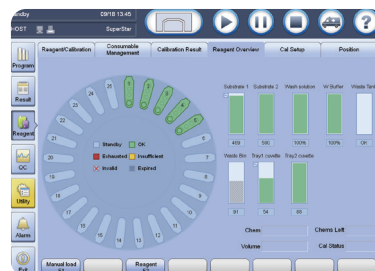 andby 09/18 13.45
HOST SuperStar
Program
Result
Reagent
QC
Utility
Alarm
Exit
Reagent/Calibration Consumable Management Calibration Result Reagent Overview Cal Setup Position
1
2
3
4
5
6
7
8
9
10
11
12
13
14
15
16
17
18
19
20
21
22
23
24
25
Standby OK
Exhausted Insufficient
Invalid Expired
Substrate 1 Substrate 2 Wash solution W Buffer Waste Tank
100% 100% OK
Waste Bin Tray1 cuvette Tray2 cuvette
91 54 88
Chem Chems Left
Volume Cal Status
Manual load
Reagent